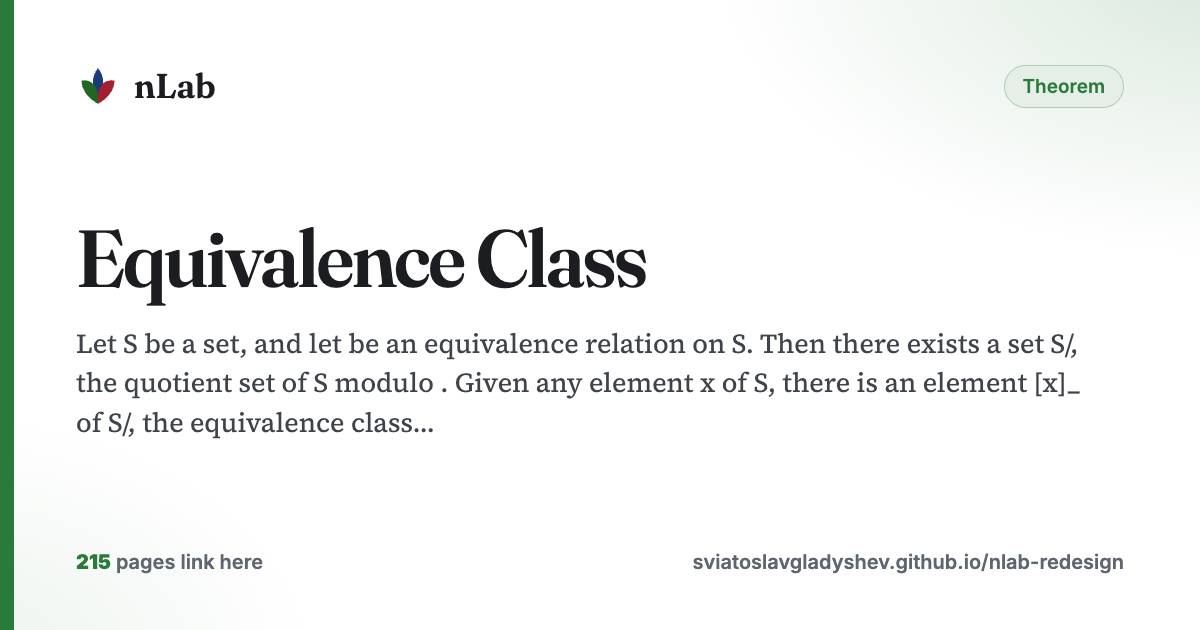 nLab
Theorem
Equivalence Class
Let S be a set, and let be an equivalence relation on S. Then there exists a set S/,
the quotient set of S modulo . Given any element x of S, there is an element [x]_
of S/, the equivalence class...
215 pages link here
sviatoslavgladyshev.github.io/nlab-redesign